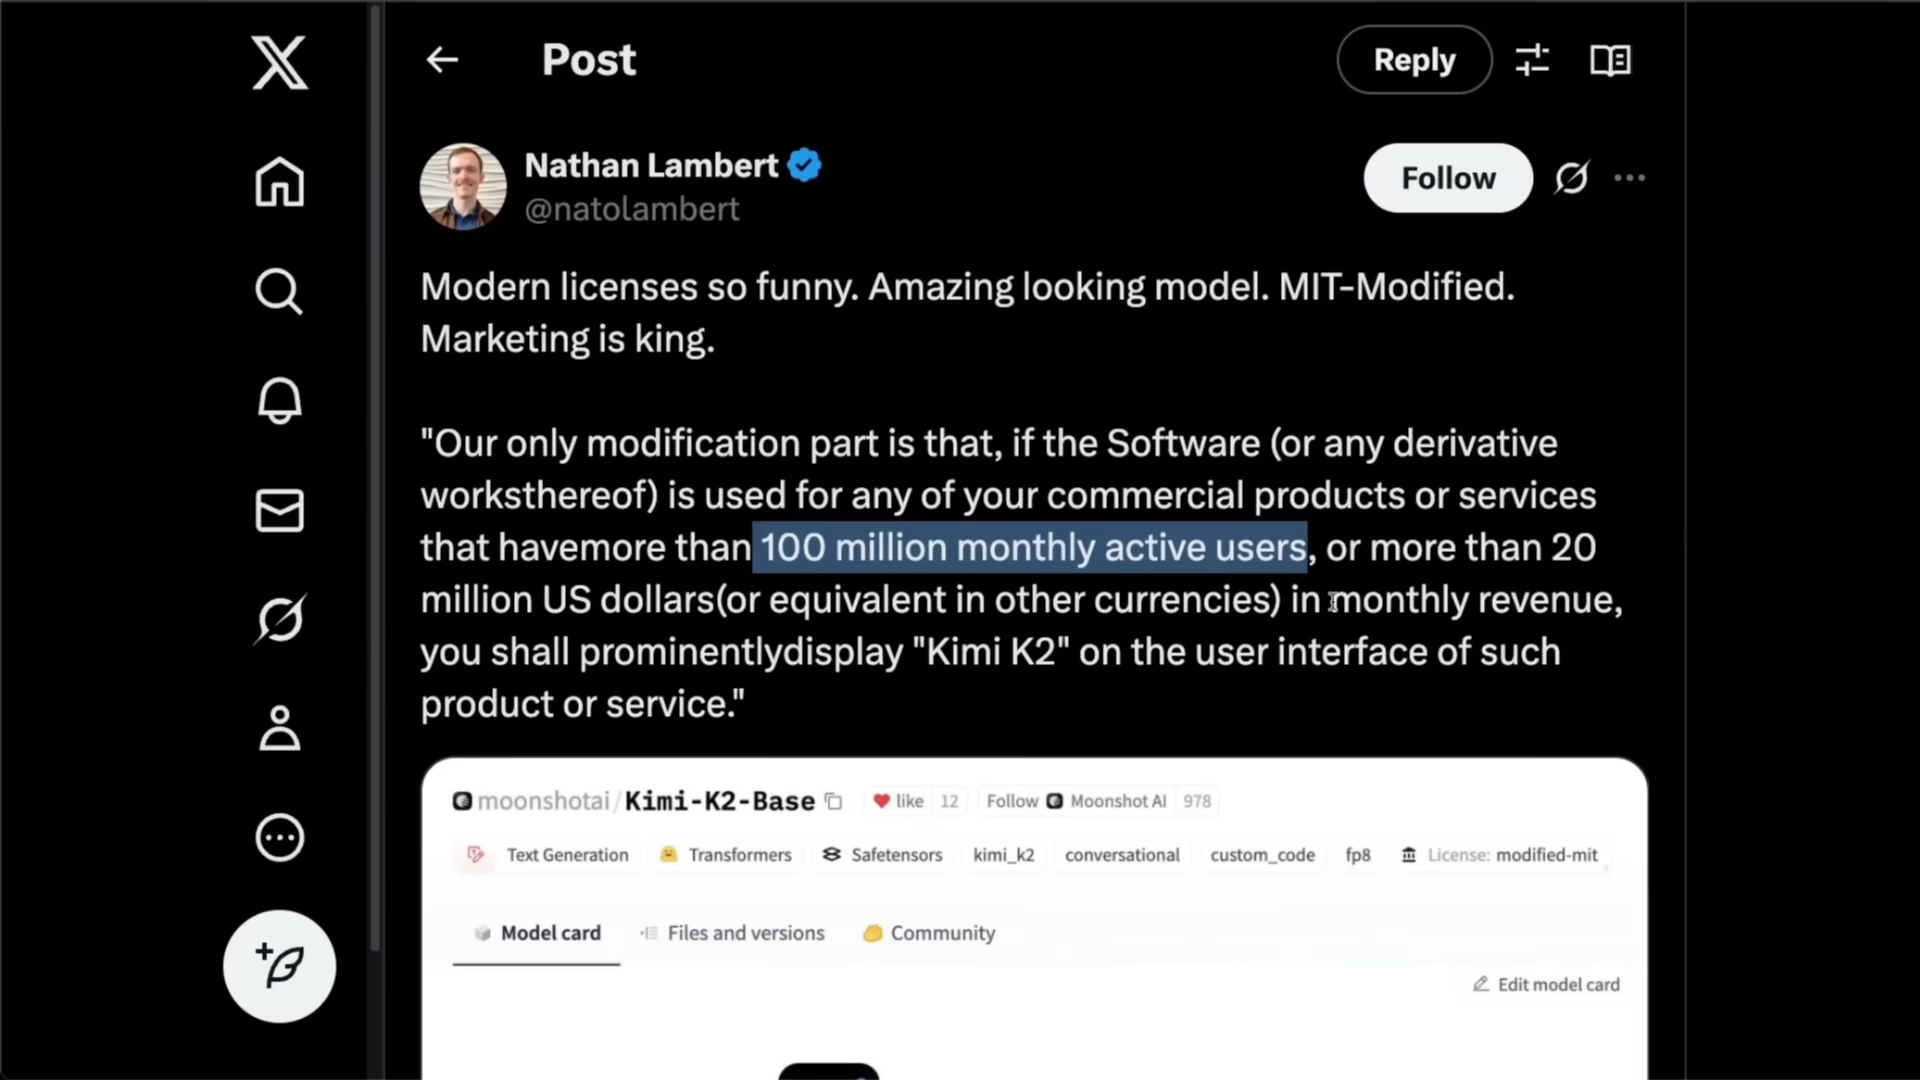 Post
Reply
Nathan Lambert
@natolambert
Follow
Modern licenses so funny. Amazing looking model. MIT-Modified.
Marketing is king.
"Our only modification part is that, if the Software (or any derivative
worksthereof) is used for any of your commercial products or services
that havemore than 100 million monthly active users, or more than 20
million US dollars(or equivalent in other currencies) in monthly revenue,
you shall prominentlydisplay "Kimi K2" on the user interface of such
product or service."
moonshotai/Kimi-K2-Base like 12 Follow Moonshot AI 978
Text Generation Transformers Safetensors kimi_k2 conversational custom_code fp8 License: modified-mit
Model card Files and versions Community
Edit model card